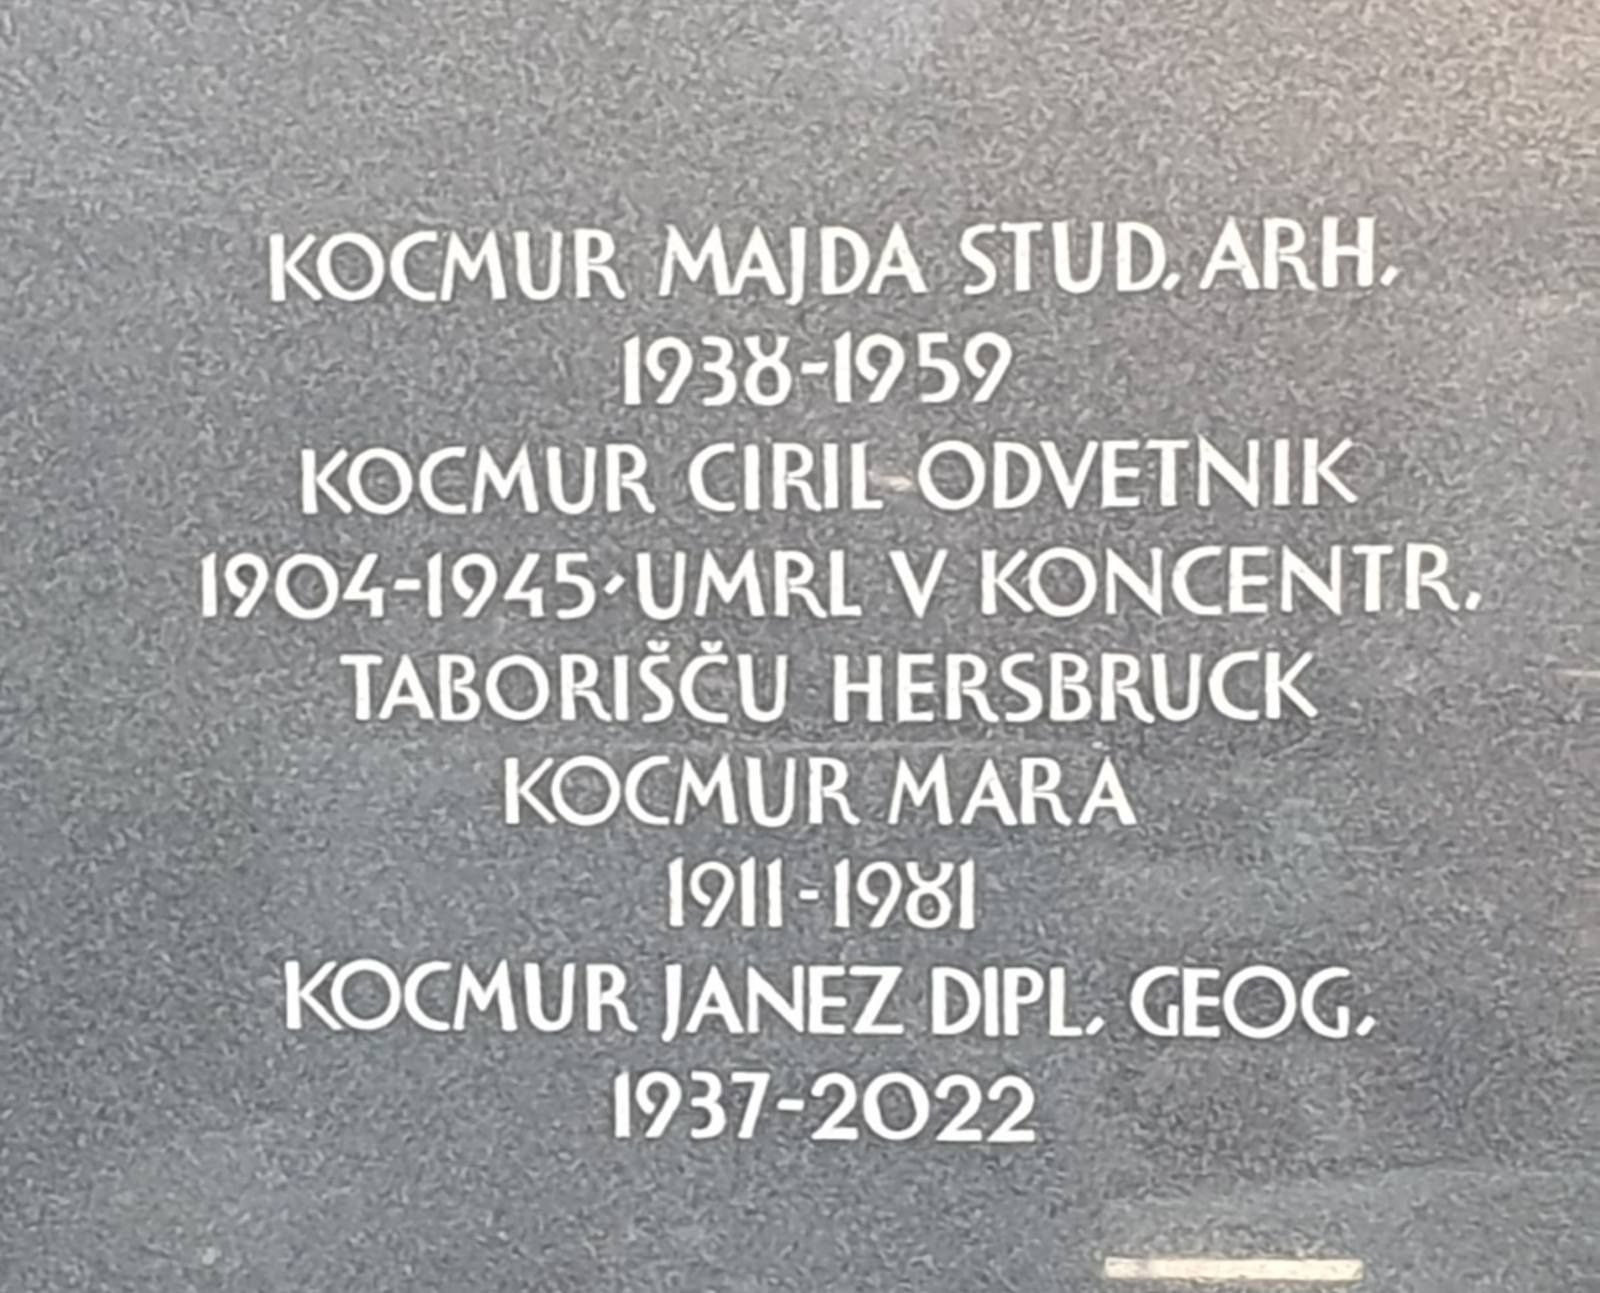 KOCMUR MAJDA STUD. ARH.
1938-1959
KOCMUR CIRIL ODVETNIK
1904-1945·UMRL V KONCENTR.
TABORIŠČU HERSBRUCK
KOCMUR MARA
1911-1981
KOCMUR JANEZ DIPL. GEOG.
1937-2022